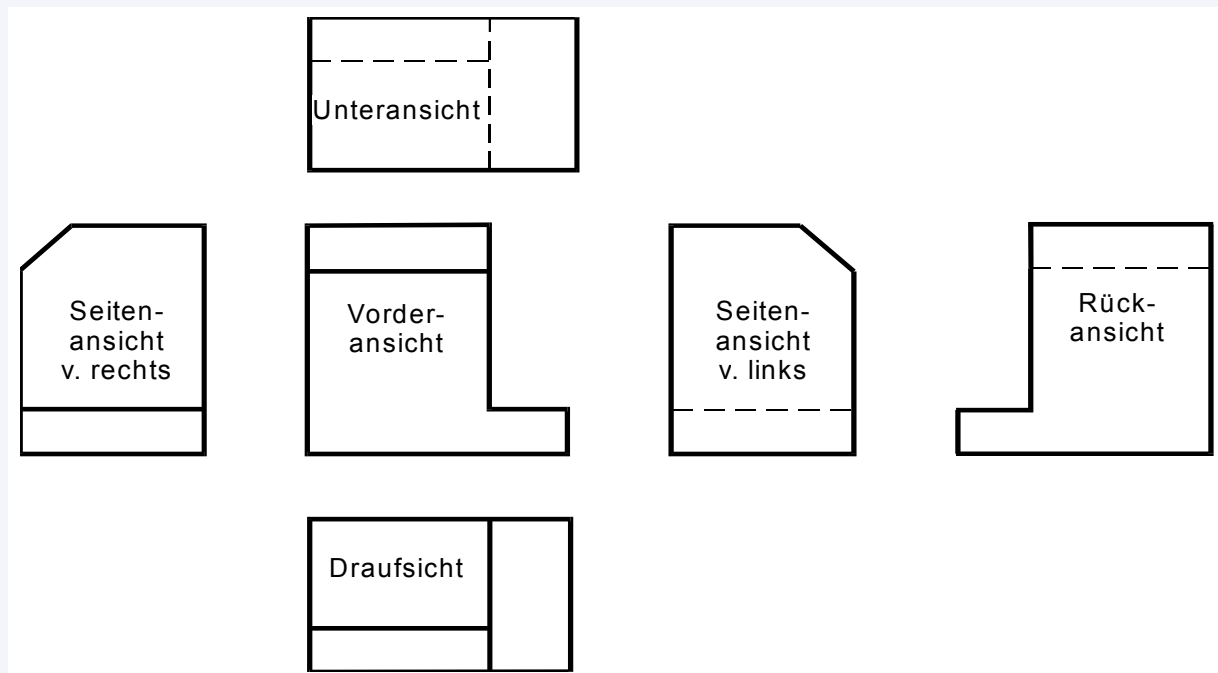 Unteransicht
Seiten-
ansicht
v. rechts
Vorder-
ansicht
Seiten-
ansicht
v. links
Rück-
ansicht
Draufsicht